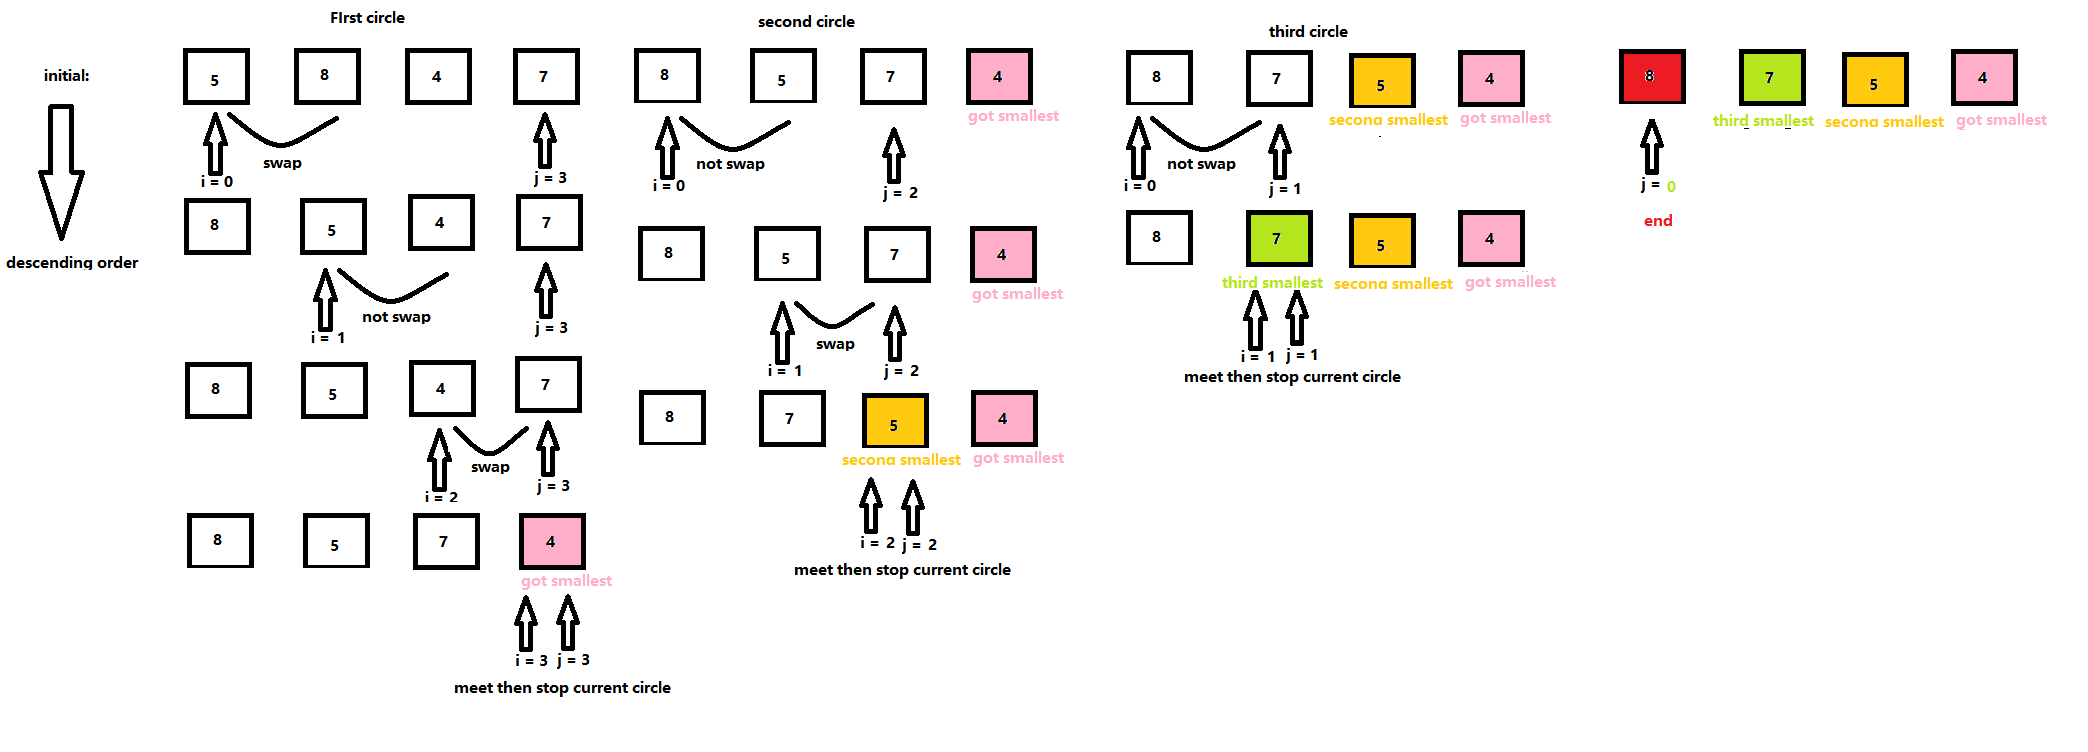 FIrst circle
second circle
third circle
initial:
descending order
5 8 4 7
swap
i = 0
j = 3
8 5 4 7
not swap
i = 1
j = 3
8 5 4 7
swap
i = 2
j = 3
8 5 7 4
got smallest
i = 3 j = 3
meet then stop current circle
8 5 7 4
got smallest
not swap
i = 0
j = 2
8 5 7 4
got smallest
swap
i = 1
j = 2
8 7 5 4
second smallest got smallest
i = 2 j = 2
meet then stop current circle
8 7 5 4
second smallest got smallest
not swap
i = 0
j = 1
8 7 5 4
third smallest second smallest got smallest
i = 1 j = 1
meet then stop current circle
8 7 5 4
third smallest second smallest got smallest
j = 0
end